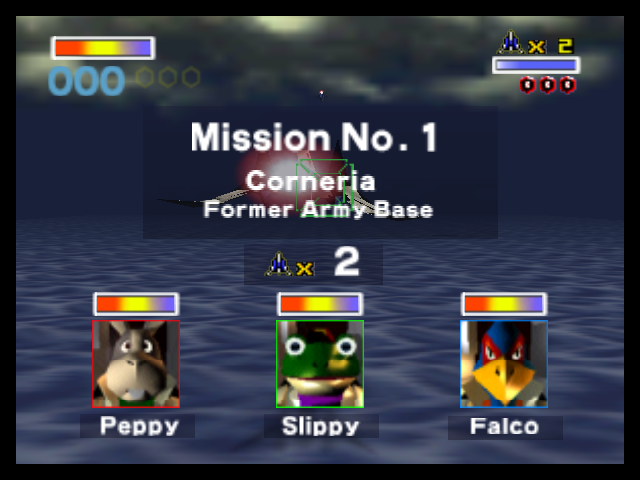 x 2
000
Mission No. 1
Corneria
Former Army Base
x 2
Peppy Slippy Falco